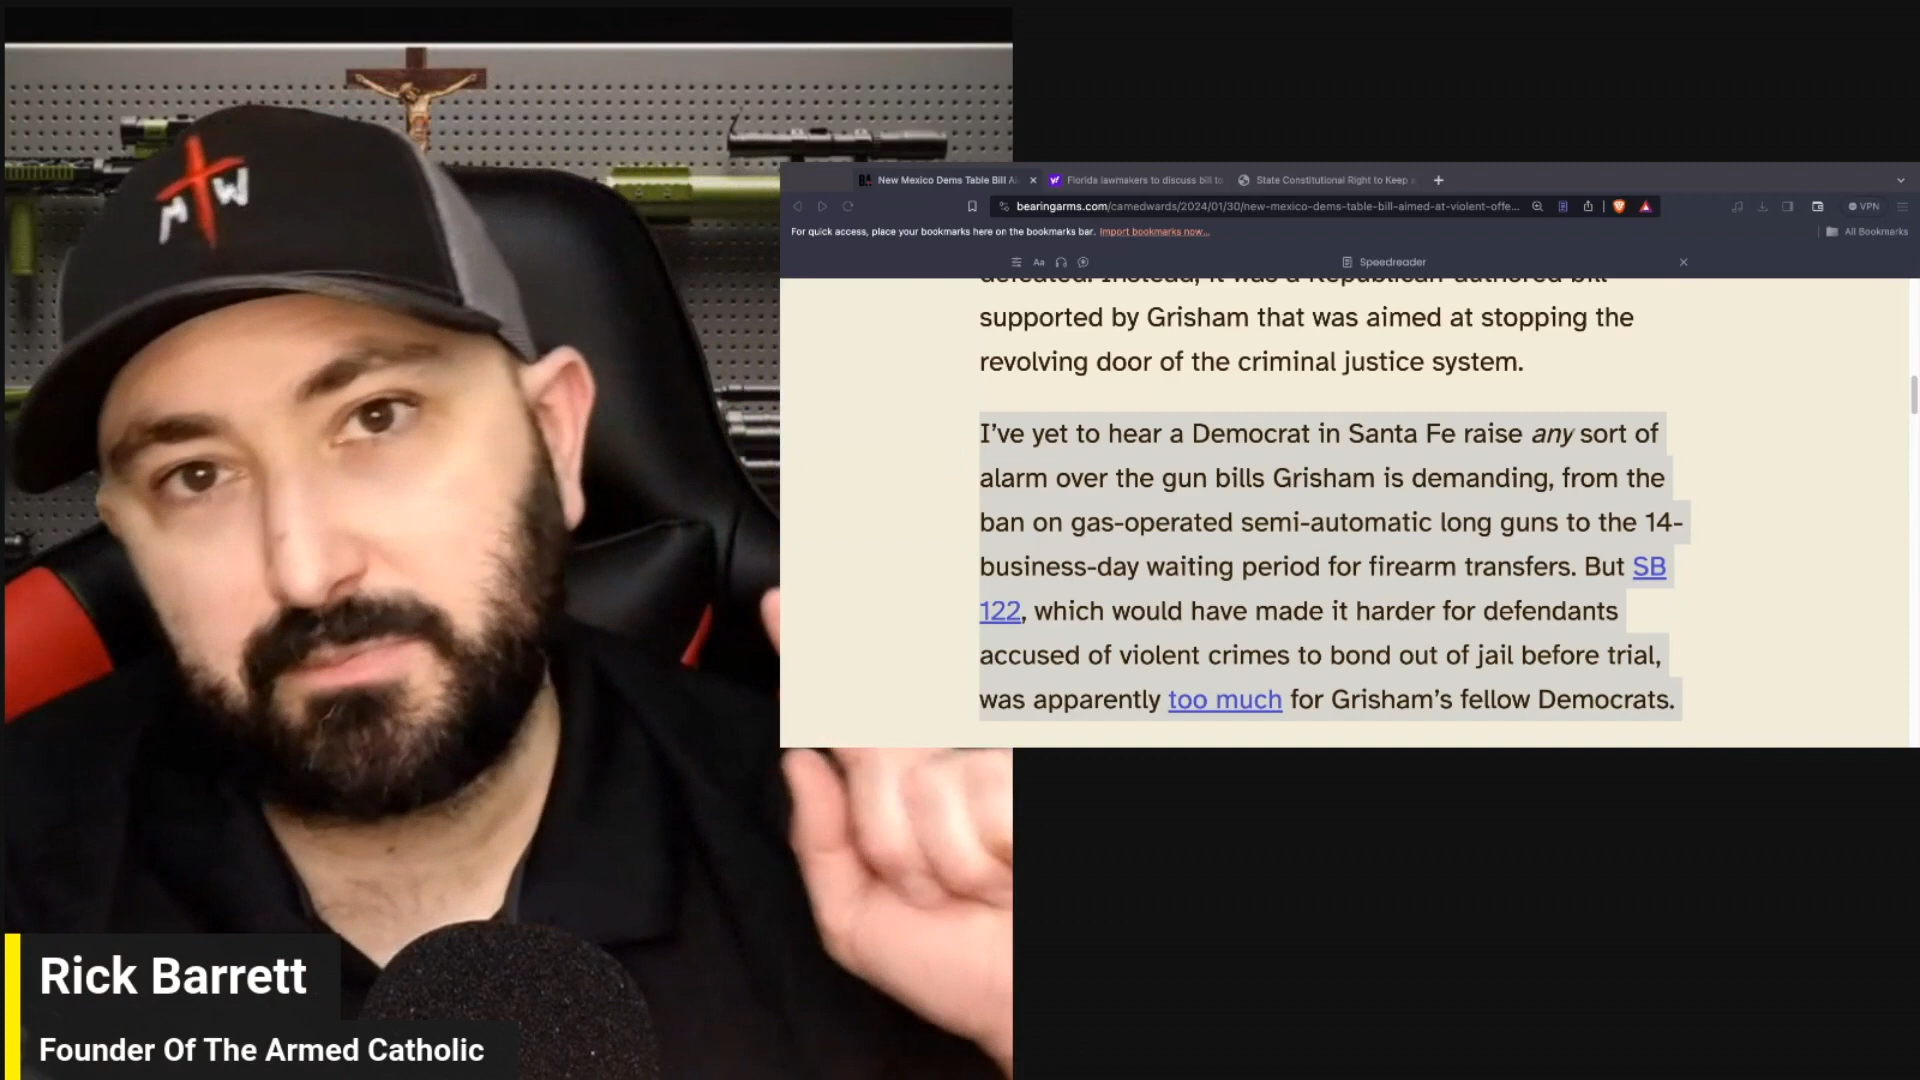 M W
New Mexico Dems Table Bill Ai
Florida lawmakers to discuss bill to
State Constitutional Right to Keep a
bearingarms.com/camedwards/2024/01/30/new-mexico-dems-table-bill-aimed-at-violent-offe...
VPN
For quick access, place your bookmarks here on the bookmarks bar. Import bookmarks now...
All Bookmarks
Aa
Speedreader
defeated. Instead, it was a Republican-authored bill
supported by Grisham that was aimed at stopping the
revolving door of the criminal justice system.
I've yet to hear a Democrat in Santa Fe raise any sort of
alarm over the gun bills Grisham is demanding, from the
ban on gas-operated semi-automatic long guns to the 14-
business-day waiting period for firearm transfers. But SB
122, which would have made it harder for defendants
accused of violent crimes to bond out of jail before trial,
was apparently too much for Grisham's fellow Democrats.
Rick Barrett
Founder Of The Armed Catholic